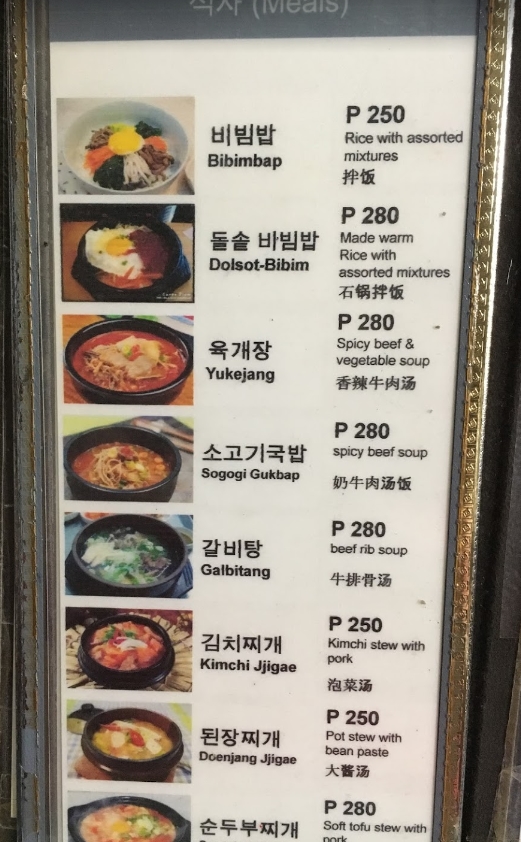 식사 (Meals)
비빔밥
Bibimbap
P 250
Rice with assorted
mixtures
拌饭
돌솥 바빔밥
Dolsot-Bibim
P 280
Made warm
Rice with
assorted mixtures
石锅拌饭
육개장
Yukejang
P 280
Spicy beef &
vegetable soup
香辣牛肉汤
소고기국밥
Sogogi Gukbap
P 280
spicy beef soup
奶牛肉汤饭
갈비탕
Galbitang
P 280
beef rib soup
牛排骨汤
김치찌개
Kimchi Jjigae
P 250
Kimchi stew with
pork
泡菜汤
된장찌개
Doenjang Jjigae
P 250
Pot stew with
bean paste
大酱汤
순두부찌개
P 280
Soft tofu stew with
pork